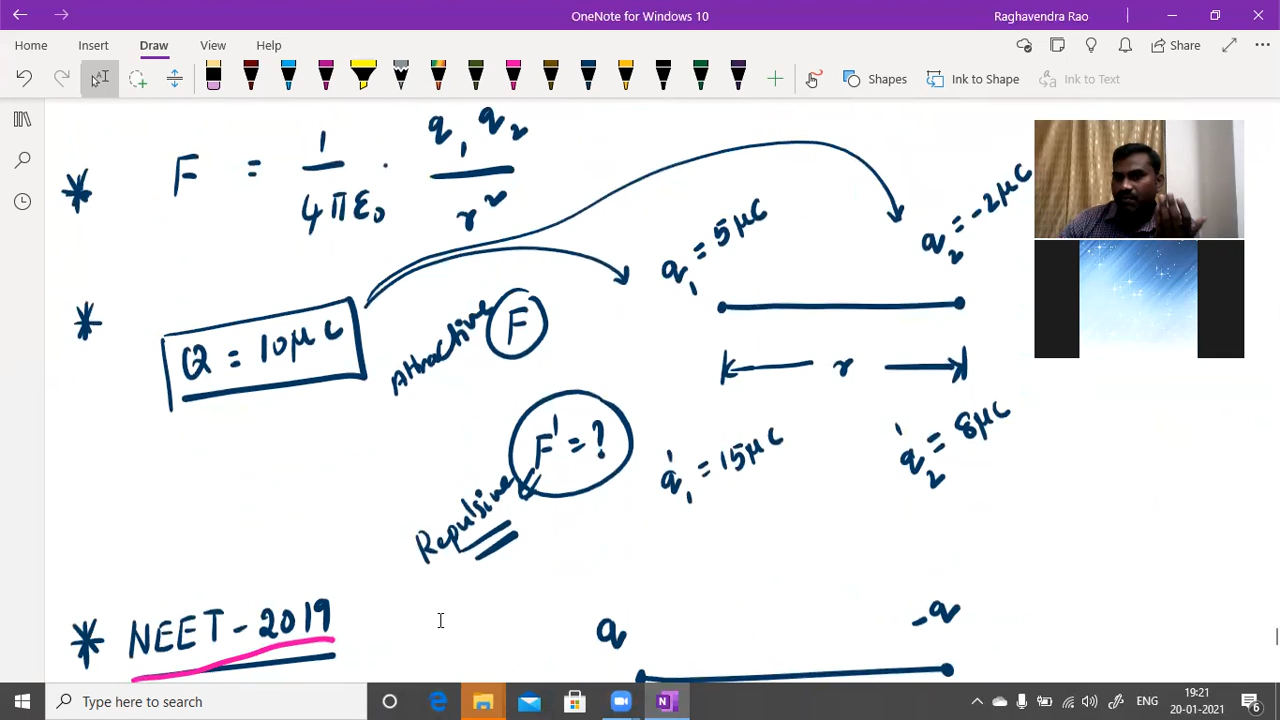 OneNote for Windows 10
Raghavendra Rao
Home Insert Draw View Help
Share
Shapes
Ink to Shape
Ink to Text
* F = 1/4πε₀ · q₁q₂/r²
q₁ = 5μC
q₂ = -2μC
* Q = 10μC
Attractive F
r
F' = ?
Repulsive
q₁' = 15μC
q₂' = 8μC
* NEET-2019
q
-q
Type here to search
ENG
19:21
20-01-2021
6